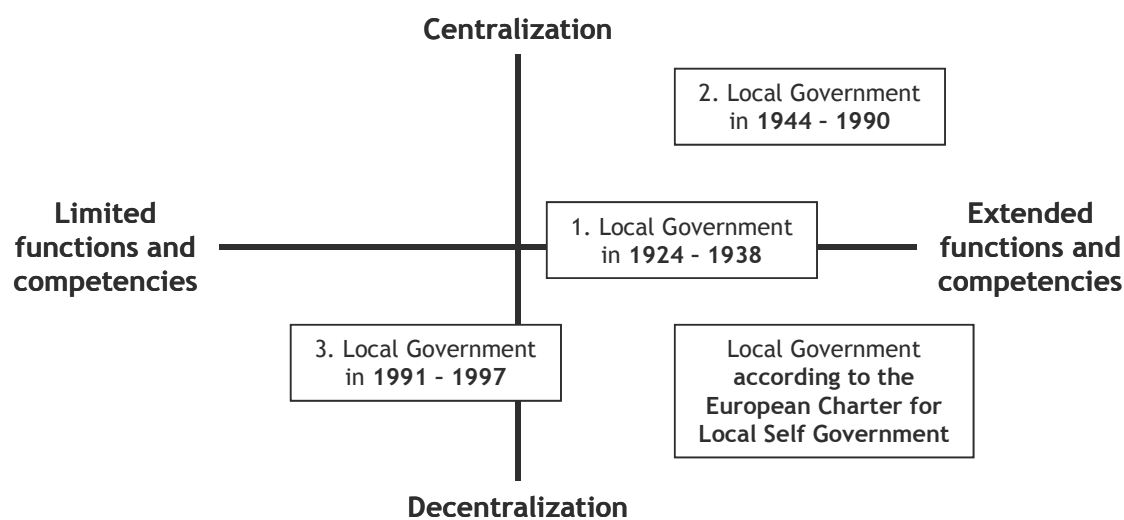 Centralization
2. Local Government
in 1944 – 1990
Limited
functions and
competencies
1. Local Government
in 1924 – 1938
Extended
functions and
competencies
3. Local Government
in 1991 – 1997
Local Government
according to the
European Charter for
Local Self Government
Decentralization